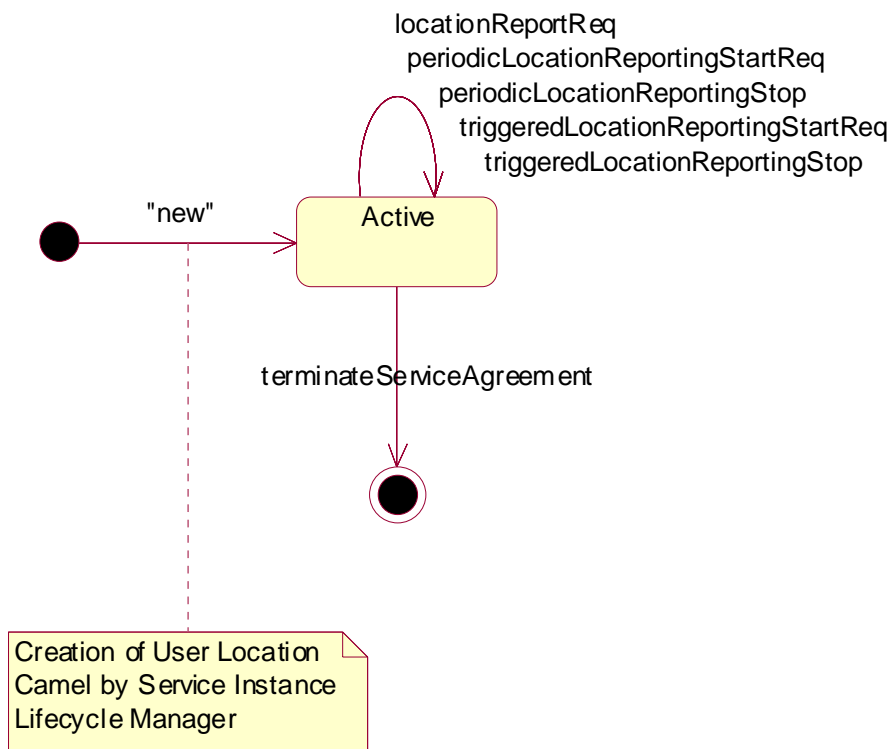 locationReportReq
periodicLocationReportingStartReq
periodicLocationReportingStop
triggeredLocationReportingStartReq
triggeredLocationReportingStop
"new"
Active
terminateServiceAgreement
Creation of User Location
Camel by Service Instance
Lifecycle Manager